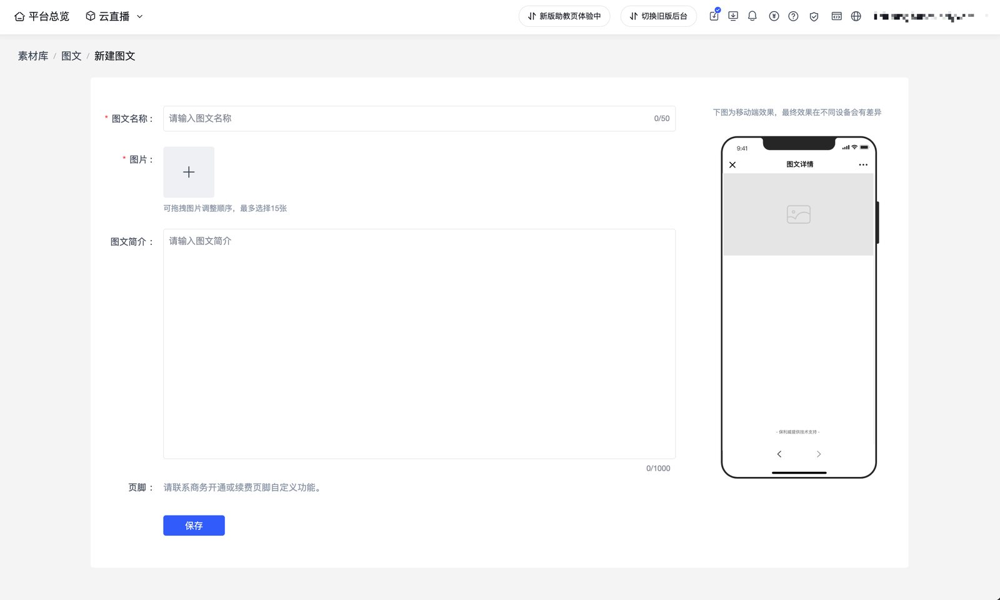 平台总览 云直播 新版助教页体验中 切换旧版后台
素材库 / 图文 / 新建图文
* 图文名称： 请输入图文名称 0/50
下图为移动端效果，最终效果在不同设备会有差异
9:41
图文详情
* 图片：
可拖拽图片调整顺序，最多选择15张
图文简介： 请输入图文简介
- 保利威提供技术支持 -
0/1000
页脚： 请联系商务开通或续费页脚自定义功能。
保存